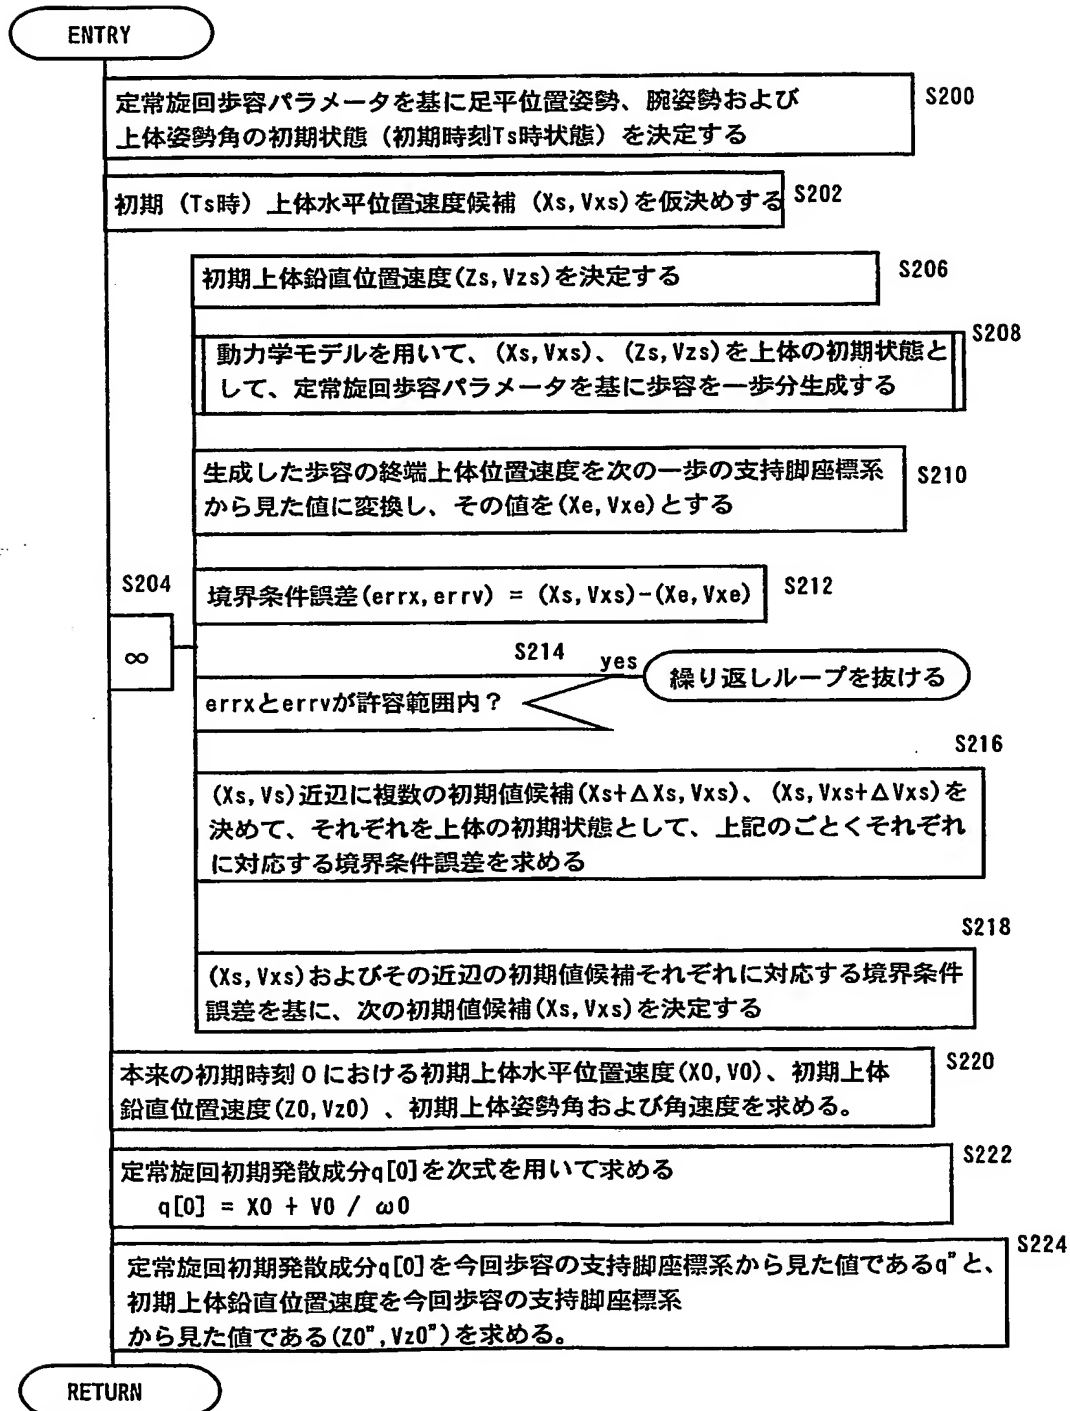 ENTRY
定常旋回歩容パラメータを基に足平位置姿勢、腕姿勢および
上体姿勢角の初期状態（初期時刻Ts時状態）を決定する
S200
初期（Ts時）上体水平位置速度候補（Xs,Vxs)を仮決めする
S202
初期上体鉛直位置速度(Zs,Vzs)を決定する
S206
S208
動力学モデルを用いて、(Xs,Vxs)、(Zs,Vzs)を上体の初期状態と
して、定常旋回歩容パラメータを基に歩容を一歩分生成する
生成した歩容の終端上体位置速度を次の一歩の支持脚座標系
から見た値に変換し、その値を(Xe,Vxe)とする
S210
S204
∞
境界条件誤差(errx,errv) = (Xs,Vxs)-(Xe,Vxe)
S212
S214
yes
繰り返しループを抜ける
errxとerrvが許容範囲内？
S216
(Xs,Vs)近辺に複数の初期値候補(Xs+ΔXs,Vxs)、(Xs,Vxs+ΔVxs)を
決めて、それぞれを上体の初期状態として、上記のごとくそれぞれ
に対応する境界条件誤差を求める
S218
(Xs,Vxs)およびその近辺の初期値候補それぞれに対応する境界条件
誤差を基に、次の初期値候補(Xs,Vxs)を決定する
本来の初期時刻０における初期上体水平位置速度(X0,V0)、初期上体
鉛直位置速度(Z0,Vz0) 、初期上体姿勢角および角速度を求める。
S220
定常旋回初期発散成分q[0]を次式を用いて求める
q[0] = X0 + V0 / ω0
S222
S224
定常旋回初期発散成分q[0]を今回歩容の支持脚座標系から見た値であるq"と、
初期上体鉛直位置速度を今回歩容の支持脚座標系
から見た値である(Z0",Vz0")を求める。
RETURN